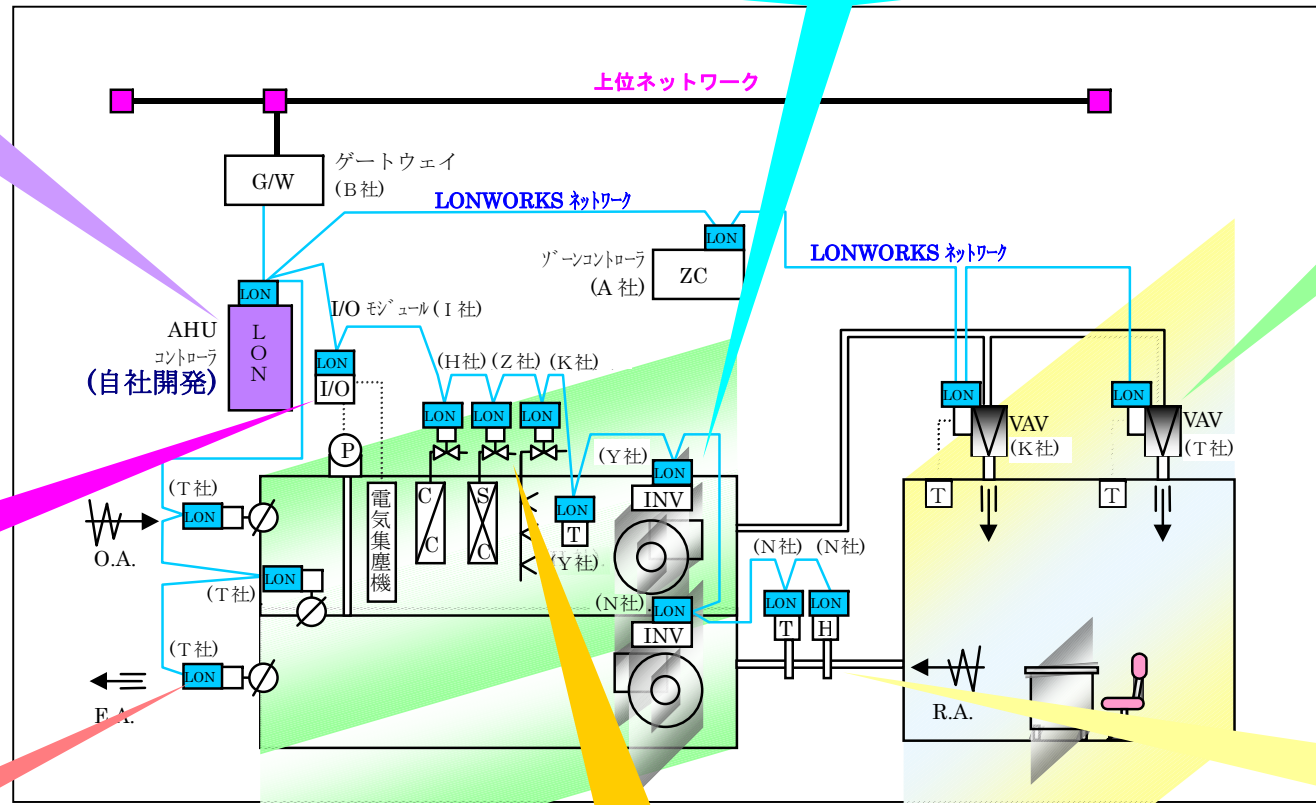 上位ネットワーク
G/W
ゲートウェイ
(B社)
LONWORKS ネットワーク
LON
ゾーンコントローラ
(A 社)
ZC
LONWORKS ネットワーク
LON
AHU
コントローラ
(自社開発)
LON
I/O モジュール(I 社)
LON
I/O
(H社)
(Z 社)
(K社)
LON
LON
LON
P
電気集塵機
C
C
S
C
LON
T
(Y社)
(Y社)
LON
INV
(N社)
LON
INV
(N社)
(N社)
LON
LON
T
H
(T社)
LON
O.A.
LON
(T社)
(T社)
LON
E.A.
LON
VAV
(K社)
LON
VAV
(T社)
T
T
R.A.